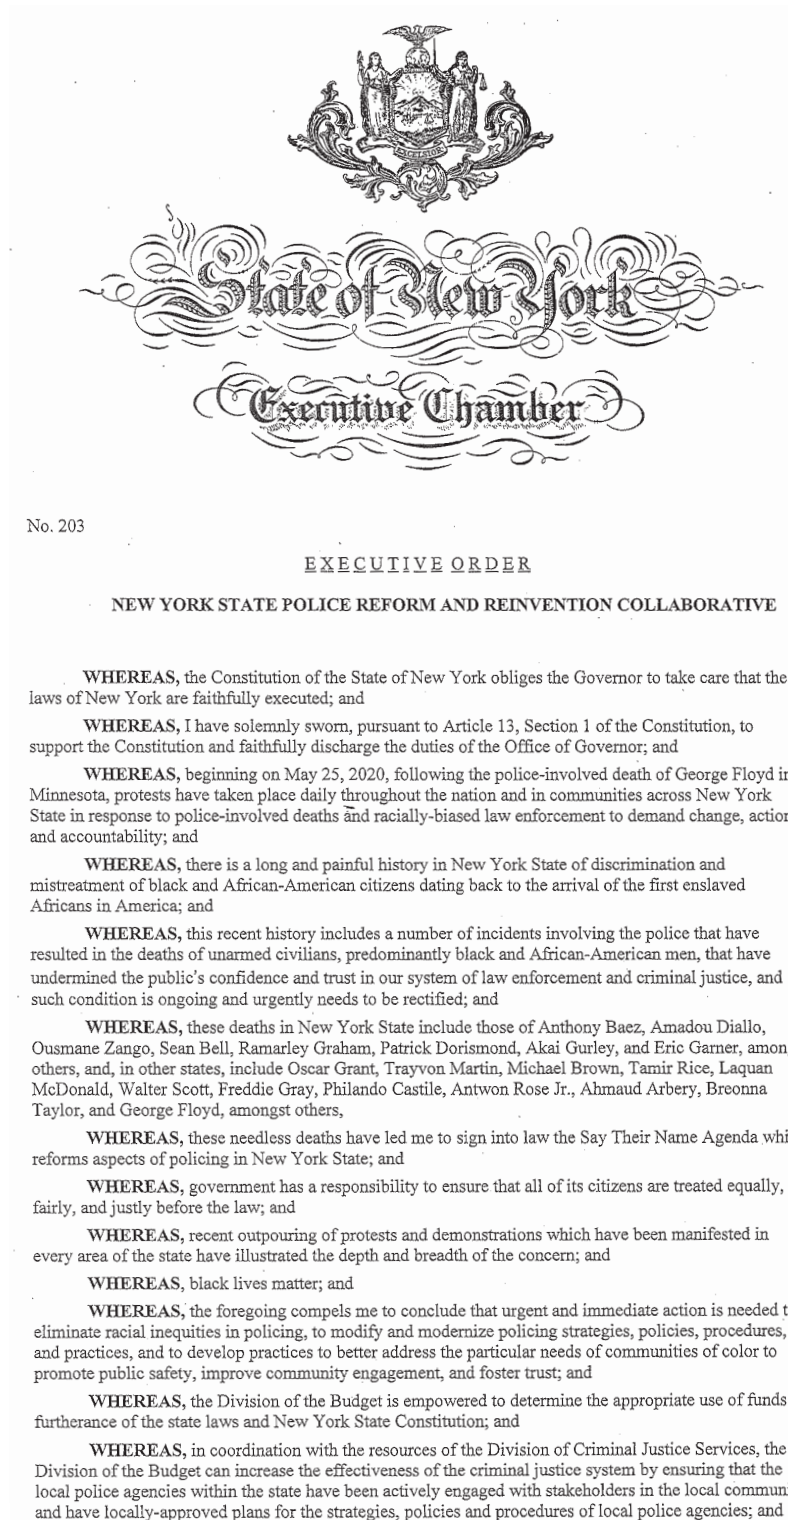 EXCELSIOR
State of New York
Executive Chamber
No. 203
EXECUTIVE ORDER
NEW YORK STATE POLICE REFORM AND REINVENTION COLLABORATIVE
WHEREAS, the Constitution of the State of New York obliges the Governor to take care that the
laws of New York are faithfully executed; and
WHEREAS, I have solemnly sworn, pursuant to Article 13, Section 1 of the Constitution, to
support the Constitution and faithfully discharge the duties of the Office of Governor; and
WHEREAS, beginning on May 25, 2020, following the police-involved death of George Floyd in
Minnesota, protests have taken place daily throughout the nation and in communities across New York
State in response to police-involved deaths and racially-biased law enforcement to demand change, action
and accountability; and
WHEREAS, there is a long and painful history in New York State of discrimination and
mistreatment of black and African-American citizens dating back to the arrival of the first enslaved
Africans in America; and
WHEREAS, this recent history includes a number of incidents involving the police that have
resulted in the deaths of unarmed civilians, predominantly black and African-American men, that have
undermined the public's confidence and trust in our system of law enforcement and criminal justice, and
such condition is ongoing and urgently needs to be rectified; and
WHEREAS, these deaths in New York State include those of Anthony Baez, Amadou Diallo,
Ousmane Zango, Sean Bell, Ramarley Graham, Patrick Dorismond, Akai Gurley, and Eric Garner, amon
others, and, in other states, include Oscar Grant, Trayvon Martin, Michael Brown, Tamir Rice, Laquan
McDonald, Walter Scott, Freddie Gray, Philando Castile, Antwon Rose Jr., Ahmaud Arbery, Breonna
Taylor, and George Floyd, amongst others,
WHEREAS, these needless deaths have led me to sign into law the Say Their Name Agenda whi
reforms aspects of policing in New York State; and
WHEREAS, government has a responsibility to ensure that all of its citizens are treated equally,
fairly, and justly before the law; and
WHEREAS, recent outpouring of protests and demonstrations which have been manifested in
every area of the state have illustrated the depth and breadth of the concern; and
WHEREAS, black lives matter; and
WHEREAS, the foregoing compels me to conclude that urgent and immediate action is needed t
eliminate racial inequities in policing, to modify and modernize policing strategies, policies, procedures,
and practices, and to develop practices to better address the particular needs of communities of color to
promote public safety, improve community engagement, and foster trust; and
WHEREAS, the Division of the Budget is empowered to determine the appropriate use of funds
furtherance of the state laws and New York State Constitution; and
WHEREAS, in coordination with the resources of the Division of Criminal Justice Services, the
Division of the Budget can increase the effectiveness of the criminal justice system by ensuring that the
local police agencies within the state have been actively engaged with stakeholders in the local commun
and have locally-approved plans for the strategies, policies and procedures of local police agencies; and